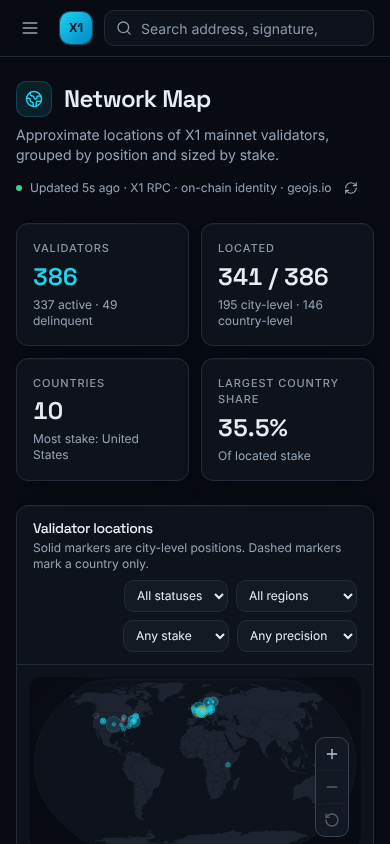 X1
Search address, signature,
Network Map
Approximate locations of X1 mainnet validators,
grouped by position and sized by stake.
Updated 5s ago · X1 RPC · on-chain identity · geojs.io
VALIDATORS
386
337 active · 49
delinquent
LOCATED
341 / 386
195 city-level · 146
country-level
COUNTRIES
10
Most stake: United
States
LARGEST COUNTRY
SHARE
35.5%
Of located stake
Validator locations
Solid markers are city-level positions. Dashed markers
mark a country only.
All statuses
All regions
Any stake
Any precision